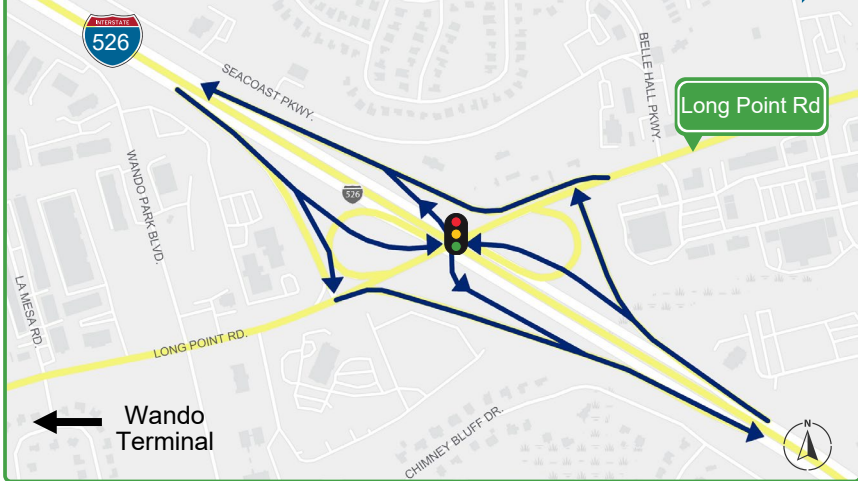 INTERSTATE
526
SEACOAST PKWY.
BELLE HALL PKWY.
Long Point Rd
WANDO PARK BLVD.
526
LA MESA RD.
LONG POINT RD.
Wando
Terminal
CHIMNEY BLUFF DR.
N